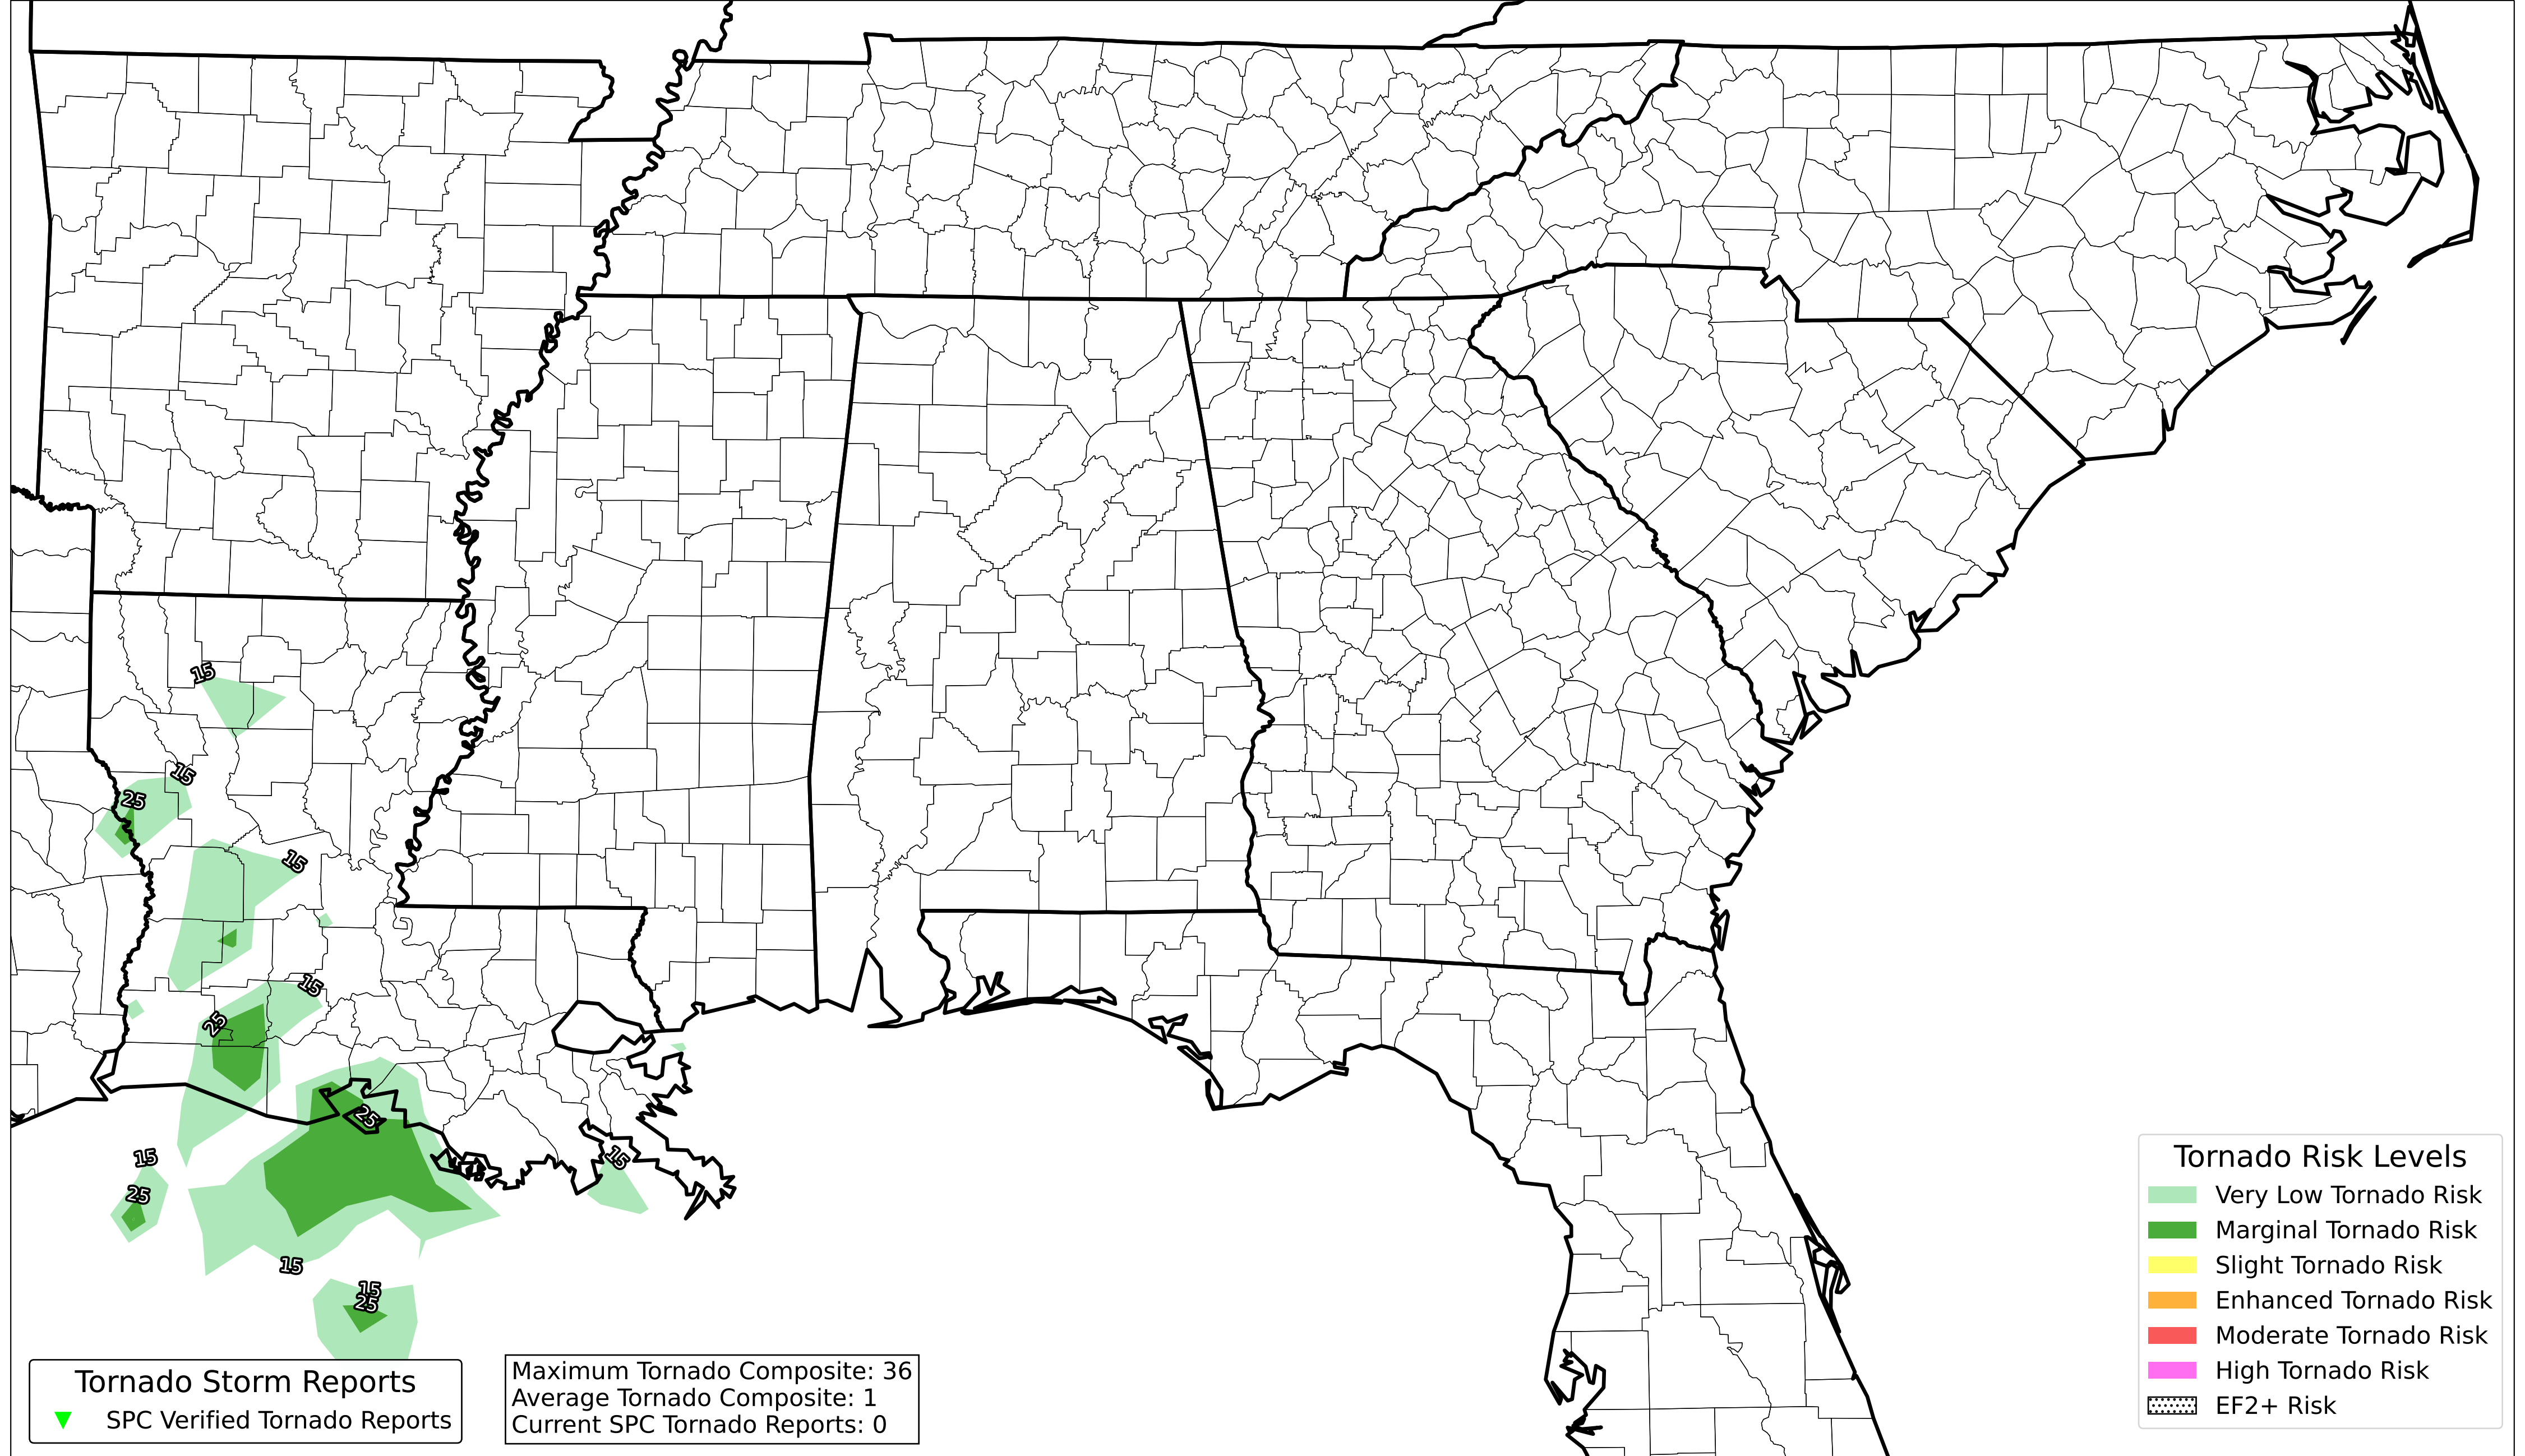 15
15
25
15
15
25
25
15
15
25
15
15
25
Tornado Risk Levels
Very Low Tornado Risk
Marginal Tornado Risk
Slight Tornado Risk
Enhanced Tornado Risk
Moderate Tornado Risk
High Tornado Risk
EF2+ Risk
Tornado Storm Reports
SPC Verified Tornado Reports
Maximum Tornado Composite: 36
Average Tornado Composite: 1
Current SPC Tornado Reports: 0